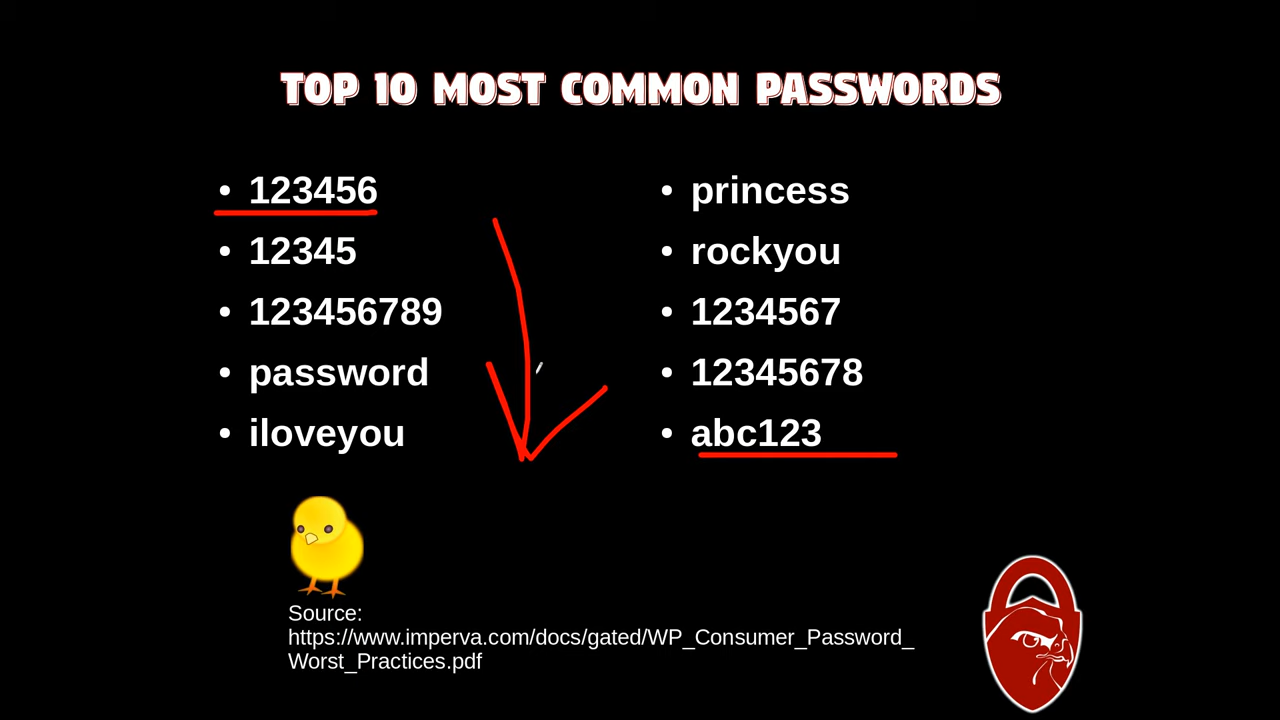 TOP 10 MOST COMMON PASSWORDS
• 123456
• 12345
• 123456789
• password
• iloveyou
• princess
• rockyou
• 1234567
• 12345678
• abc123
Source:
https://www.imperva.com/docs/gated/WP_Consumer_Password_
Worst_Practices.pdf